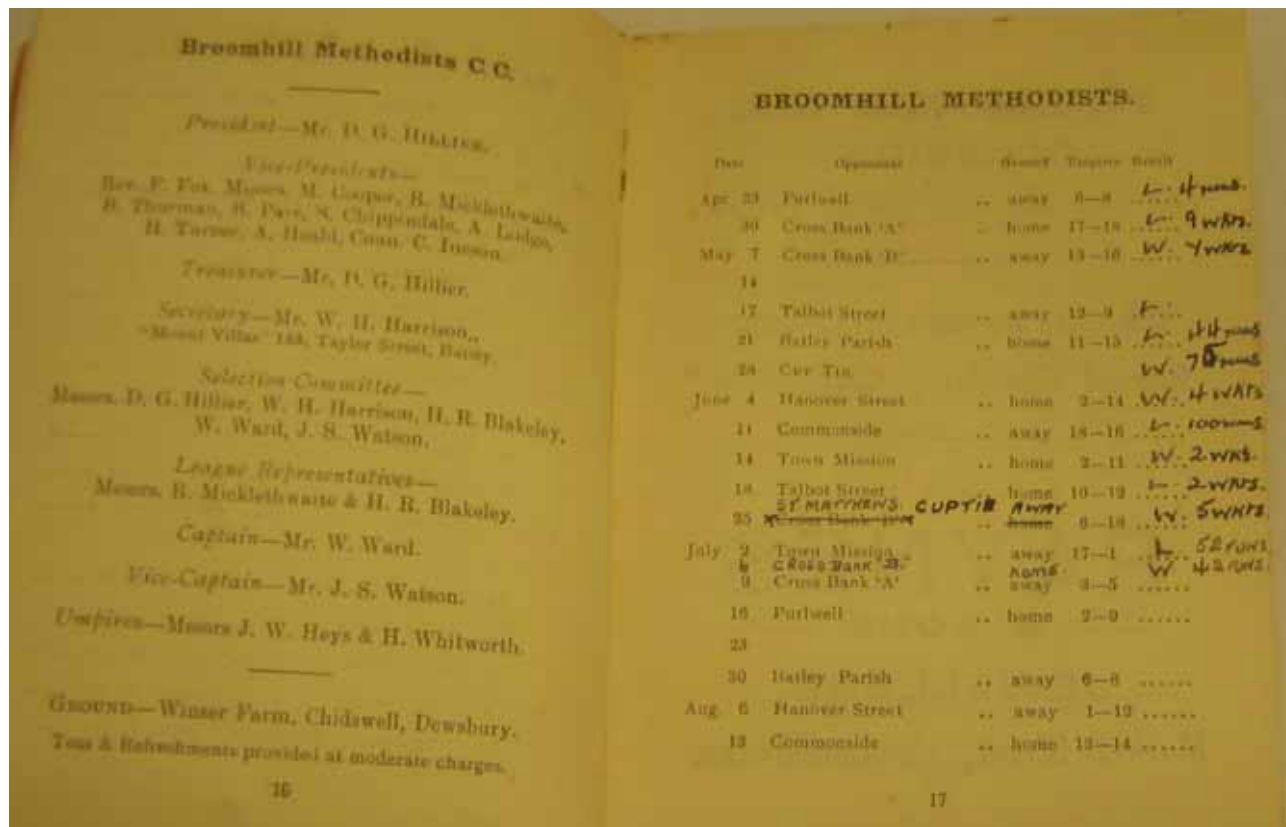 Broomhill Methodists C.C.
President—Mr. D. G. HILLIER.
Vice-Presidents—
Rev. F. Fox, Messrs. M. Cooper, B. Micklethwaite,
B. Thurman, S. Chippendale, A.
H. Turner, A. Heald, Coun. C.
Treasurer—Mr. D. G. Hillier.
Secretary—Mr. W. H. Harrison,
"Mount Villas" Taylor Street, Batley.
Selection Committee—
Messrs. D. G. Hillier, W. H. Harrison, H. R. Blakeley,
W. Ward, J. S. Watson.
League Representatives—
Messrs. B. Micklethwaite & H. R. Blakeley.
Captain—Mr. W. Ward.
Vice-Captain—Mr. J. S. Watson.
Umpires—Messrs J. W. Heys & H. Whitworth.
GROUND—Winser Farm, Chidswell, Dewsbury.
Teas & Refreshments provided at moderate charges.
16
BROOMHILL METHODISTS.
Date Opponent Ground Umpires Result
Apr. 23 Purlwell .. away 6—8 L. 4 runs.
30 Cross Bank 'A' .. home L. 9 wkts.
May 7 Cross Bank 'B' .. away 13—16 W. wkts
14
17 Talbot Street .. away 12—9 L.
21 Batley Parish .. home 11—15 L. 44 runs
28 Cup Tie W. runs
June 4 Hanover Street .. home 2—14 W. 4 wkts
11 Commonside .. away 18—16 L. 100 runs
14 Town Mission .. home 2—11 W. 2 wkts.
18 Talbot Street .. home 10—12 L 2 wkts.
ST MATTHEWS CUPTIE AWAY
25 Cross Bank 'B' .. home 6—18 W. 5 wkts
July 2 Town Mission .. away 17—1 L 52 runs
6 CROSS BANK 'B' HOME W 42 runs
9 Cross Bank 'A' .. away 3—5 ......
16 Purlwell .. home 2—9 ......
23
30 Batley Parish .. away 6—8 ......
Aug. 6 Hanover Street .. away 1—12 ......
13 Commonside .. home 13—14 ......
17